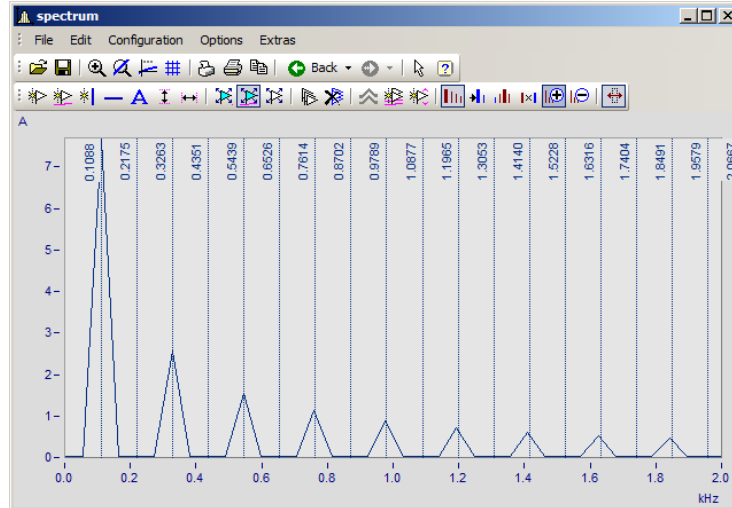 spectrum
File Edit Configuration Options Extras
Back
A
7
6
5
4
3
2
1
0
0.1088 0.2175 0.3263 0.4351 0.5439 0.6526 0.7614 0.8702 0.9789 1.0877 1.1965 1.3053 1.4140 1.5228 1.6316 1.7404 1.8491 1.9579 2.0667
0.0 0.2 0.4 0.6 0.8 1.0 1.2 1.4 1.6 1.8 2.0
kHz